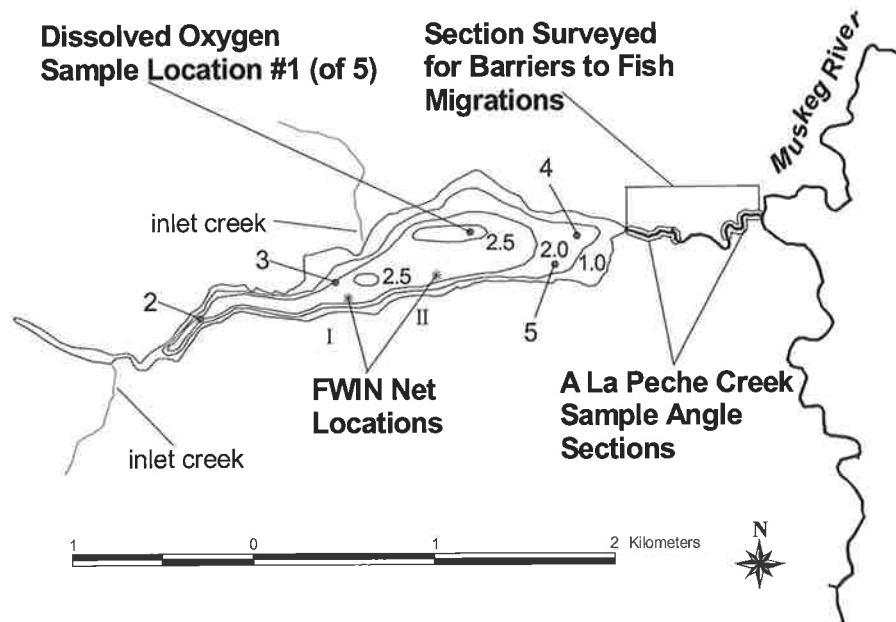 Dissolved Oxygen
Sample Location #1 (of 5)
Section Surveyed
for Barriers to Fish
Migrations
Muskeg River
inlet creek
4
2.5
2.0
1.0
3
2.5
2
5
I
II
FWIN Net
Locations
A La Peche Creek
Sample Angle
Sections
inlet creek
1
0
1
2 Kilometers
N